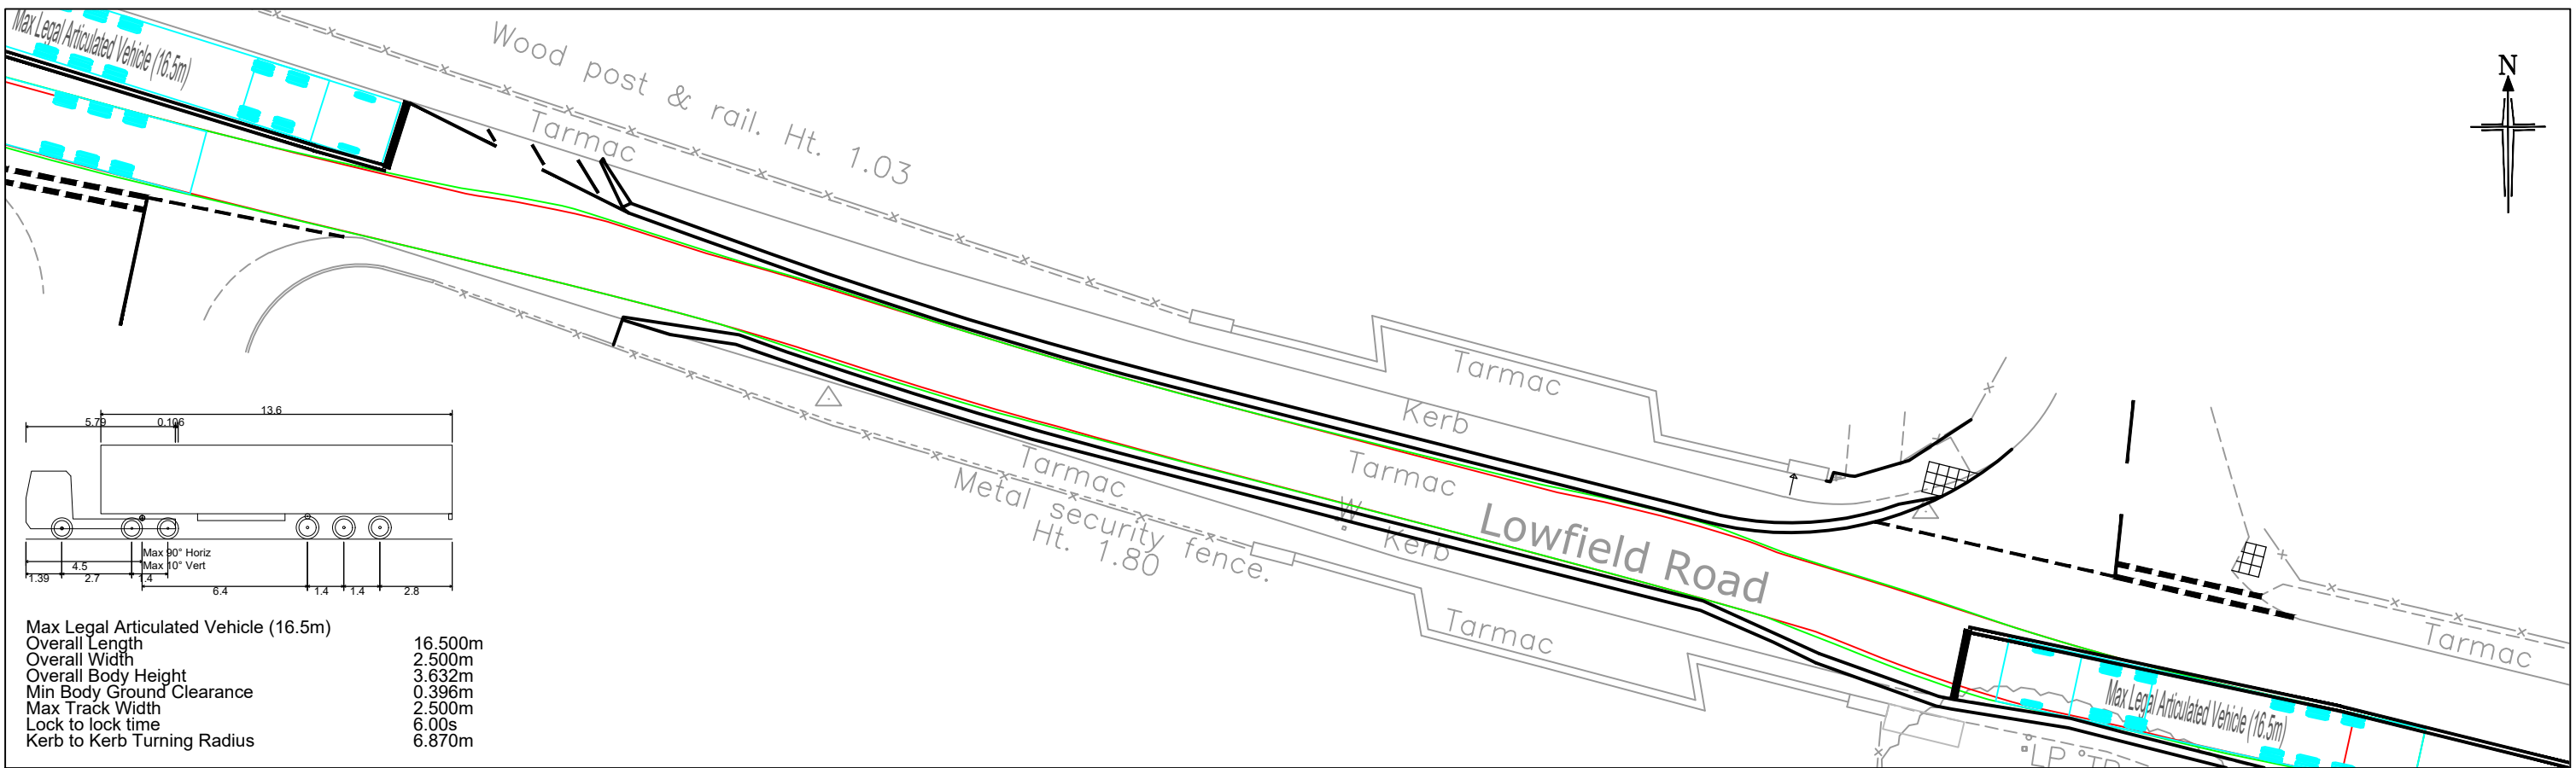 Max Legal Articulated Vehicle (16.5m)
Wood post & rail. Ht. 1.03
Tarmac
N
Tarmac
Kerb
Tarmac
Lowfield Road
Tarmac
Metal security fence.
Ht. 1.80
W
Kerb
Tarmac
Tarmac
Max Legal Articulated Vehicle (16.5m)
LP
13.6
5.79
0.106
Max 90° Horiz
Max 10° Vert
4.5
1.39
2.7
1.4
6.4
1.4
1.4
2.8
Max Legal Articulated Vehicle (16.5m)
Overall Length 16.500m
Overall Width 2.500m
Overall Body Height 3.632m
Min Body Ground Clearance 0.396m
Max Track Width 2.500m
Lock to lock time 6.00s
Kerb to Kerb Turning Radius 6.870m